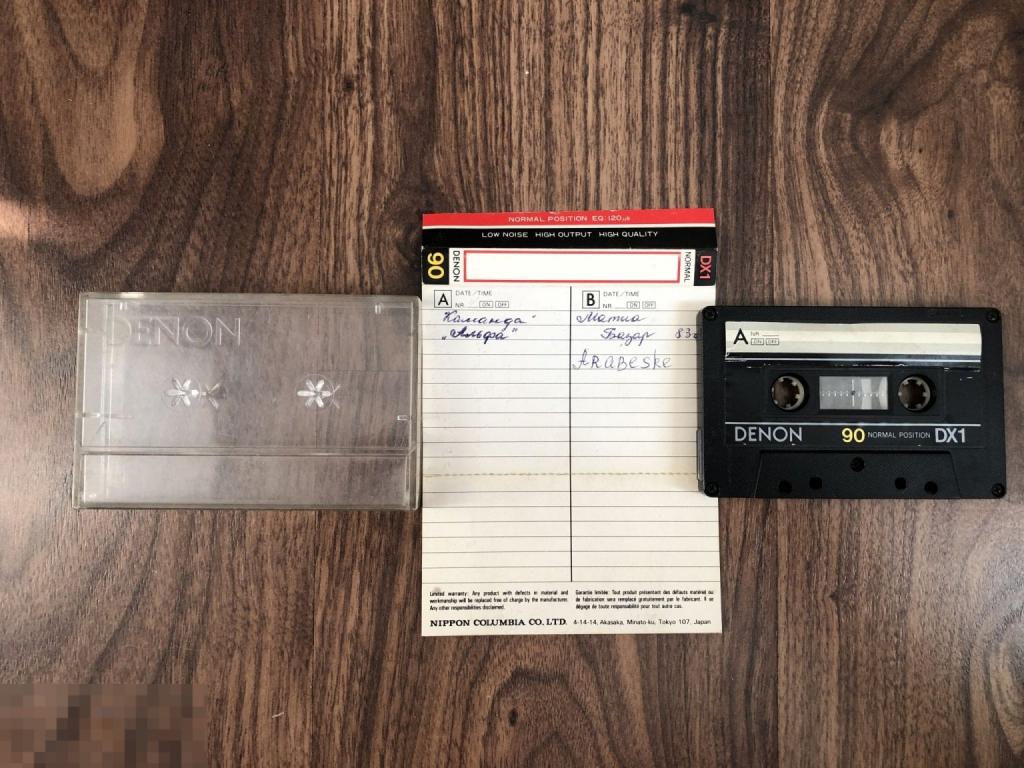 DENON
NORMAL POSITION EQ: 120 µs
LOW NOISE HIGH OUTPUT HIGH QUALITY
90 DENON NORMAL DX1
A DATE/TIME
NR ON OFF
"Команда"
"Альфа"
B DATE/TIME
NR ON OFF
Матиа
Базар 83г
ARABESKE
Limited warranty: Any product with defects in material and
workmanship will be replaced free of charge by the manufacturer.
Any other responsibilities disclaimed.
Garantie limitée: Tout produit présentant des défauts matériel ou
de fabrication sera remplacé gratuitement par le fabricant. Il se
dégage de toute responsabilité pour tout autre cas.
NIPPON COLUMBIA CO. LTD. 4-14-14, Akasaka, Minato-ku, Tokyo 107, Japan
A NR
ON OFF
DENON 90 NORMAL POSITION DX1